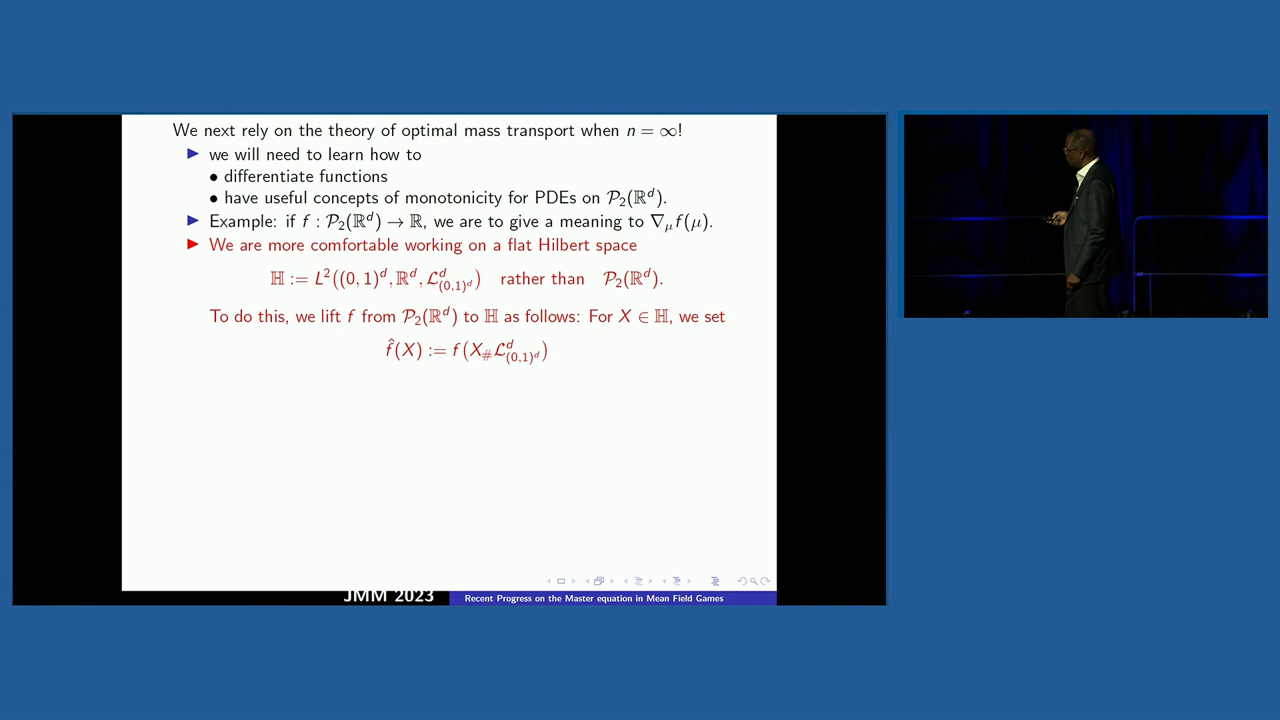 We next rely on the theory of optimal mass transport when n = ∞!
▶ we will need to learn how to
• differentiate functions
• have useful concepts of monotonicity for PDEs on 𝒫₂(ℝᵈ).
▶ Example: if f : 𝒫₂(ℝᵈ) → ℝ, we are to give a meaning to ∇_μ f(μ).
▶ We are more comfortable working on a flat Hilbert space
ℍ := L²((0, 1)ᵈ, ℝᵈ, ℒᵈ_{(0,1)ᵈ}) rather than 𝒫₂(ℝᵈ).
To do this, we lift f from 𝒫₂(ℝᵈ) to ℍ as follows: For X ∈ ℍ, we set
f̂(X) := f(X_#ℒᵈ_{(0,1)ᵈ})
JMM 2023
Recent Progress on the Master equation in Mean Field Games